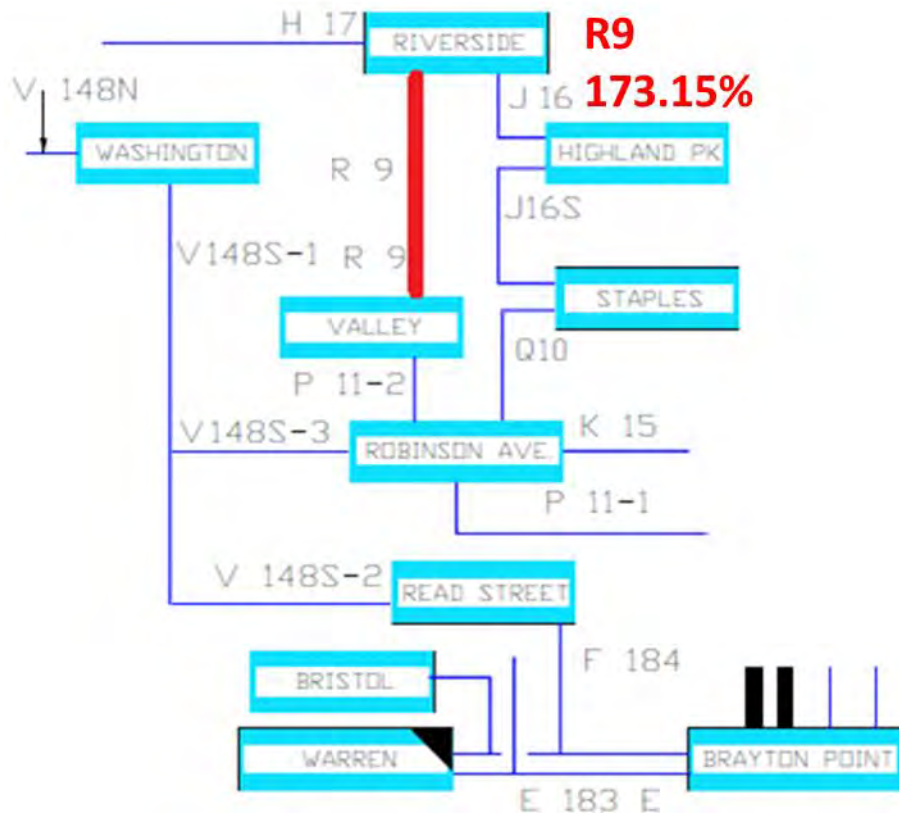 H 17
RIVERSIDE
R9
173.15%
V 148N
J 16
WASHINGTON
HIGHLAND PK
R 9
J16S
V148S-1
R 9
STAPLES
VALLEY
Q10
P 11-2
V148S-3
K 15
ROBINSON AVE.
P 11-1
V 148S-2
READ STREET
F 184
BRISTOL
WARREN
BRAYTON POINT
E 183 E